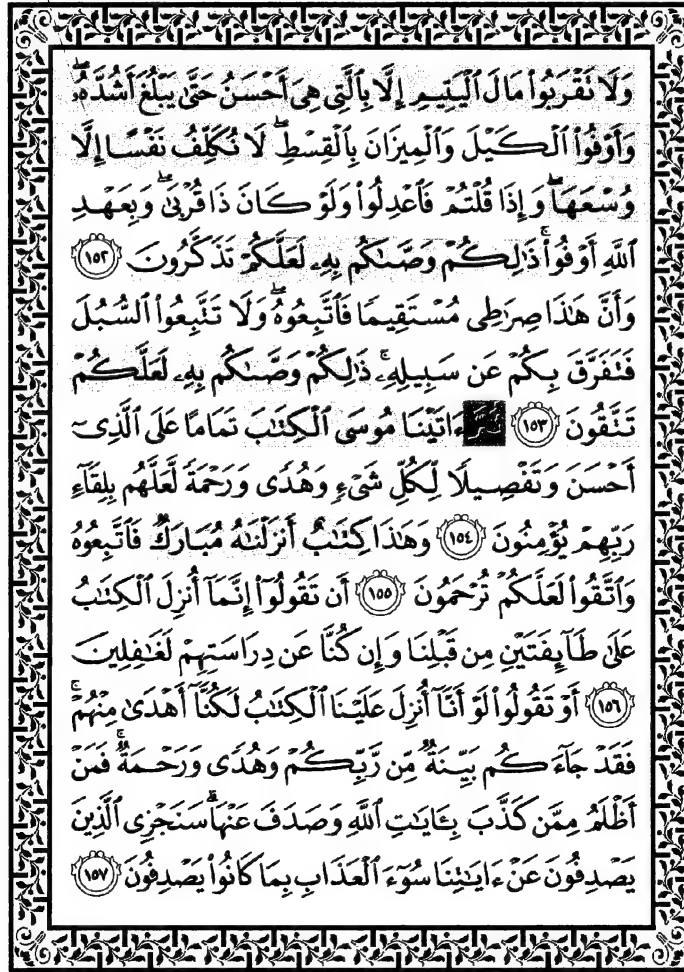 وَلَا نَقْرَبُوا۟ مَالَ ٱلْيَتِيمِ إِلَّا بِٱلَّتِى هِىَ أَحْسَنُ حَتَّىٰ يَبْلُغَ أَشُدَّهُۥۖ
وَأَوْفُوا۟ ٱلْكَيْلَ وَٱلْمِيزَانَ بِٱلْقِسْطِۖ لَا نُكَلِّفُ نَفْسًا إِلَّا
وُسْعَهَاۖ وَإِذَا قُلْتُمْ فَٱعْدِلُوا۟ وَلَوْ كَانَ ذَا قُرْبَىٰۖ وَبِعَهْدِ
ٱللَّهِ أَوْفُوا۟ۚ ذَٰلِكُمْ وَصَّىٰكُم بِهِۦ لَعَلَّكُمْ تَذَكَّرُونَ ١٥٢
وَأَنَّ هَٰذَا صِرَٰطِى مُسْتَقِيمًا فَٱتَّبِعُوهُۖ وَلَا تَتَّبِعُوا۟ ٱلسُّبُلَ
فَتَفَرَّقَ بِكُمْ عَن سَبِيلِهِۦۚ ذَٰلِكُمْ وَصَّىٰكُم بِهِۦ لَعَلَّكُمْ
تَتَّقُونَ ١٥٣ ثُمَّ ءَاتَيْنَا مُوسَى ٱلْكِتَٰبَ تَمَامًا عَلَى ٱلَّذِىٓ
أَحْسَنَ وَتَفْصِيلًا لِّكُلِّ شَىْءٍ وَهُدًى وَرَحْمَةً لَّعَلَّهُم بِلِقَآءِ
رَبِّهِمْ يُؤْمِنُونَ ١٥٤ وَهَٰذَا كِتَٰبٌ أَنزَلْنَٰهُ مُبَارَكٌ فَٱتَّبِعُوهُ
وَٱتَّقُوا۟ لَعَلَّكُمْ تُرْحَمُونَ ١٥٥ أَن تَقُولُوٓا۟ إِنَّمَآ أُنزِلَ ٱلْكِتَٰبُ
عَلَىٰ طَآئِفَتَيْنِ مِن قَبْلِنَا وَإِن كُنَّا عَن دِرَاسَتِهِمْ لَغَٰفِلِينَ
١٥٦ أَوْ تَقُولُوا۟ لَوْ أَنَّآ أُنزِلَ عَلَيْنَا ٱلْكِتَٰبُ لَكُنَّآ أَهْدَىٰ مِنْهُمْۚ
فَقَدْ جَآءَكُم بَيِّنَةٌ مِّن رَّبِّكُمْ وَهُدًى وَرَحْمَةٌۚ فَمَنْ
أَظْلَمُ مِمَّن كَذَّبَ بِـَٔايَٰتِ ٱللَّهِ وَصَدَفَ عَنْهَاۗ سَنَجْزِى ٱلَّذِينَ
يَصْدِفُونَ عَنْ ءَايَٰتِنَا سُوٓءَ ٱلْعَذَابِ بِمَا كَانُوا۟ يَصْدِفُونَ ١٥٧